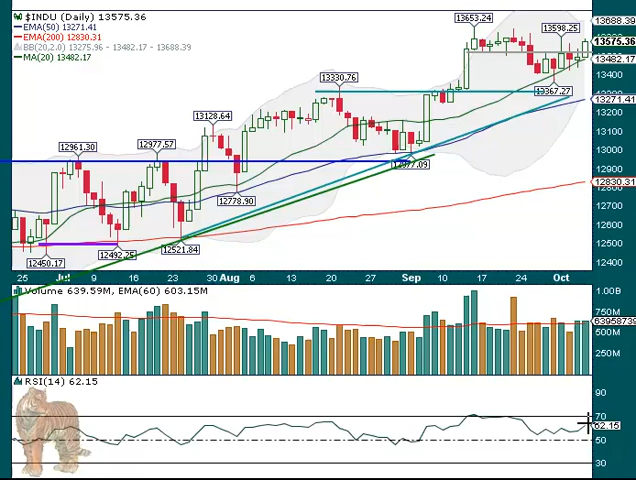 $INDU (Daily) 13575.36
EMA(50) 13271.41
EMA(200) 12830.31
BB(20,2.0) 13275.96 - 13482.17 - 13688.39
MA(20) 13482.17
13653.24
13598.25
13688.39
13575.36
13482.17
13400
13330.76
13367.27
13271.41
13200
13128.64
13100
13000
12961.30
12977.57
12977.09
12900
12830.31
12778.90
12700
12600
12521.84
12500
12492.25
12450.17
12400
25 Jul 9 16 23 30 Aug 6 13 20 27 Sep 10 17 24 Oct
Volume 639.59M, EMA(60) 603.15M
1.00B
750M
500M
250M
RSI(14) 62.15
90
70
62.15
50
30